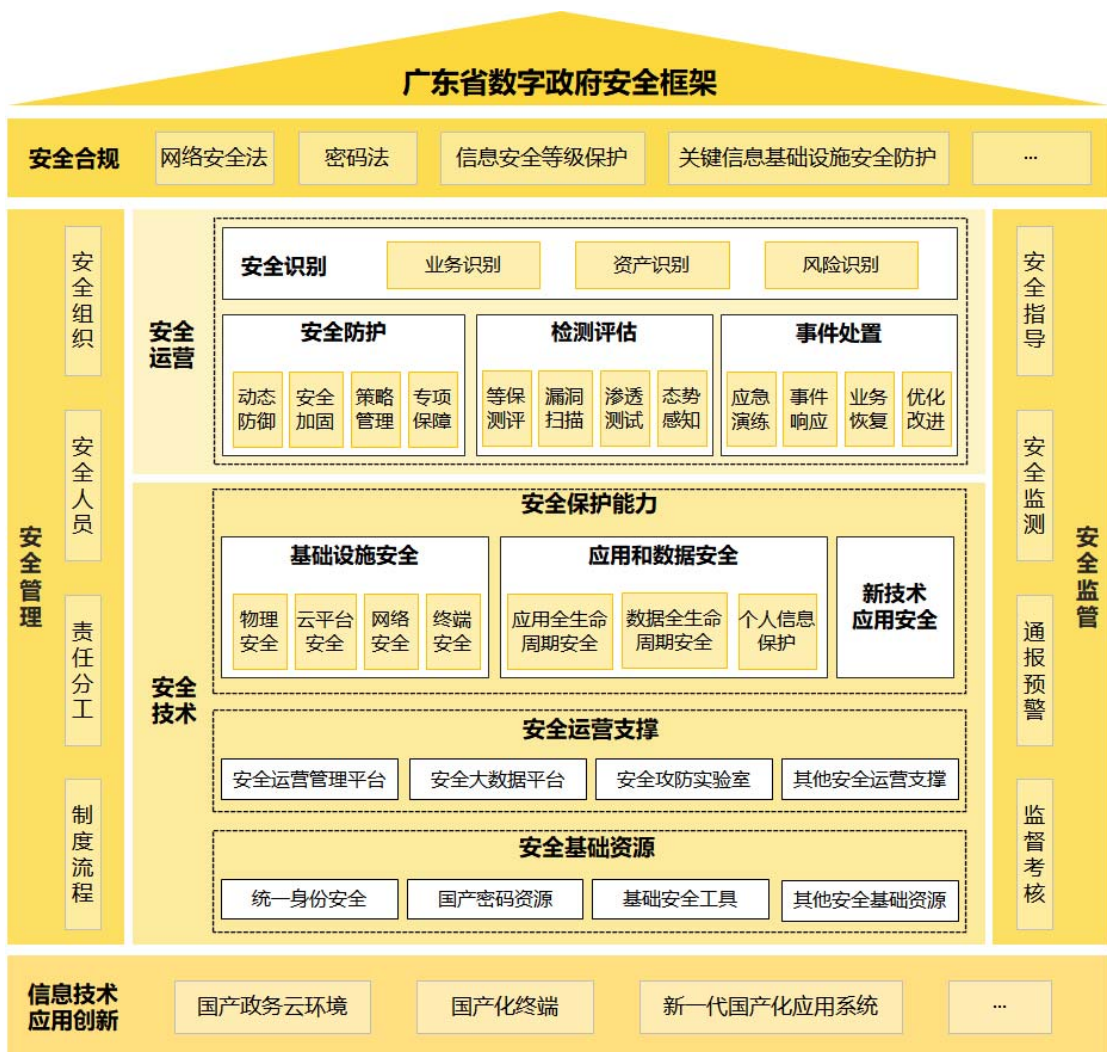 广东省数字政府安全框架
安全合规
网络安全法
密码法
信息安全等级保护
关键信息基础设施安全防护
...
安全管理
安全组织
安全人员
责任分工
制度流程
安全
运营
安全识别
业务识别
资产识别
风险识别
安全防护
动态
防御
安全
加固
策略
管理
专项
保障
检测评估
等保
测评
漏洞
扫描
渗透
测试
态势
感知
事件处置
应急
演练
事件
响应
业务
恢复
优化
改进
安全
技术
安全保护能力
基础设施安全
物理
安全
云平台
安全
网络
安全
终端
安全
应用和数据安全
应用全生命
周期安全
数据全生命
周期安全
个人信息
保护
新技术
应用安全
安全运营支撑
安全运营管理平台
安全大数据平台
安全攻防实验室
其他安全运营支撑
安全基础资源
统一身份安全
国产密码资源
基础安全工具
其他安全基础资源
安全监管
安全指导
安全监测
通报预警
监督考核
信息技术
应用创新
国产政务云环境
国产化终端
新一代国产化应用系统
...